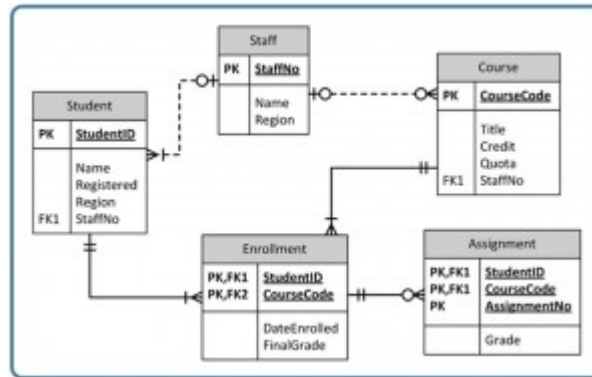 Staff
PK StaffNo
Name
Region
Course
PK CourseCode
Title
Credit
Quota
FK1 StaffNo
Student
PK StudentID
Name
Registered
Region
FK1 StaffNo
Enrollment
PK,FK1 StudentID
PK,FK2 CourseCode
DateEnrolled
FinalGrade
Assignment
PK,FK1 StudentID
PK,FK1 CourseCode
PK AssignmentNo
Grade